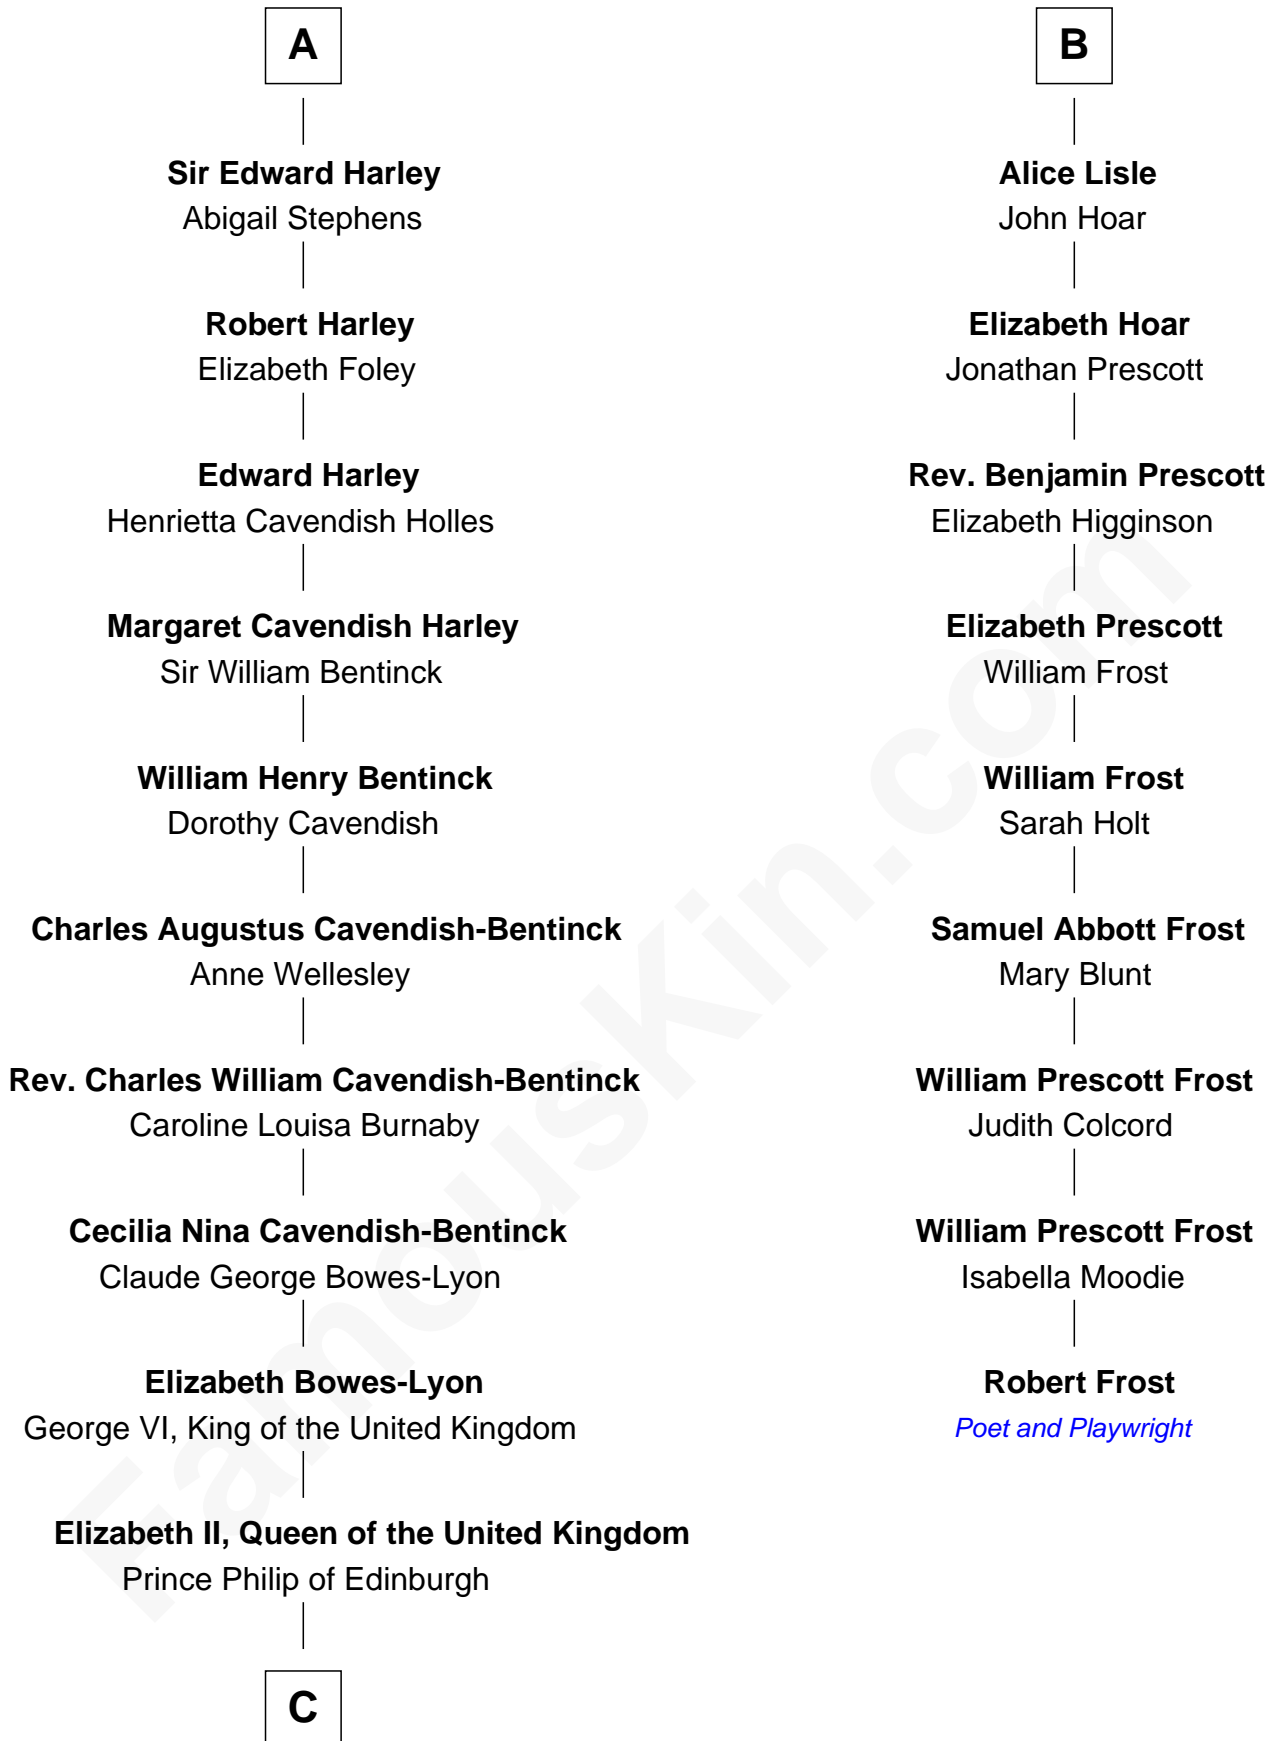 A
Sir Edward Harley
Abigail Stephens
Robert Harley
Elizabeth Foley
Edward Harley
Henrietta Cavendish Holles
Margaret Cavendish Harley
Sir William Bentinck
William Henry Bentinck
Dorothy Cavendish
Charles Augustus Cavendish-Bentinck
Anne Wellesley
Rev. Charles William Cavendish-Bentinck
Caroline Louisa Burnaby
Cecilia Nina Cavendish-Bentinck
Claude George Bowes-Lyon
Elizabeth Bowes-Lyon
George VI, King of the United Kingdom
Elizabeth II, Queen of the United Kingdom
Prince Philip of Edinburgh
C
B
Alice Lisle
John Hoar
Elizabeth Hoar
Jonathan Prescott
Rev. Benjamin Prescott
Elizabeth Higginson
Elizabeth Prescott
William Frost
William Frost
Sarah Holt
Samuel Abbott Frost
Mary Blunt
William Prescott Frost
Judith Colcord
William Prescott Frost
Isabella Moodie
Robert Frost
Poet and Playwright
FamousKin.com